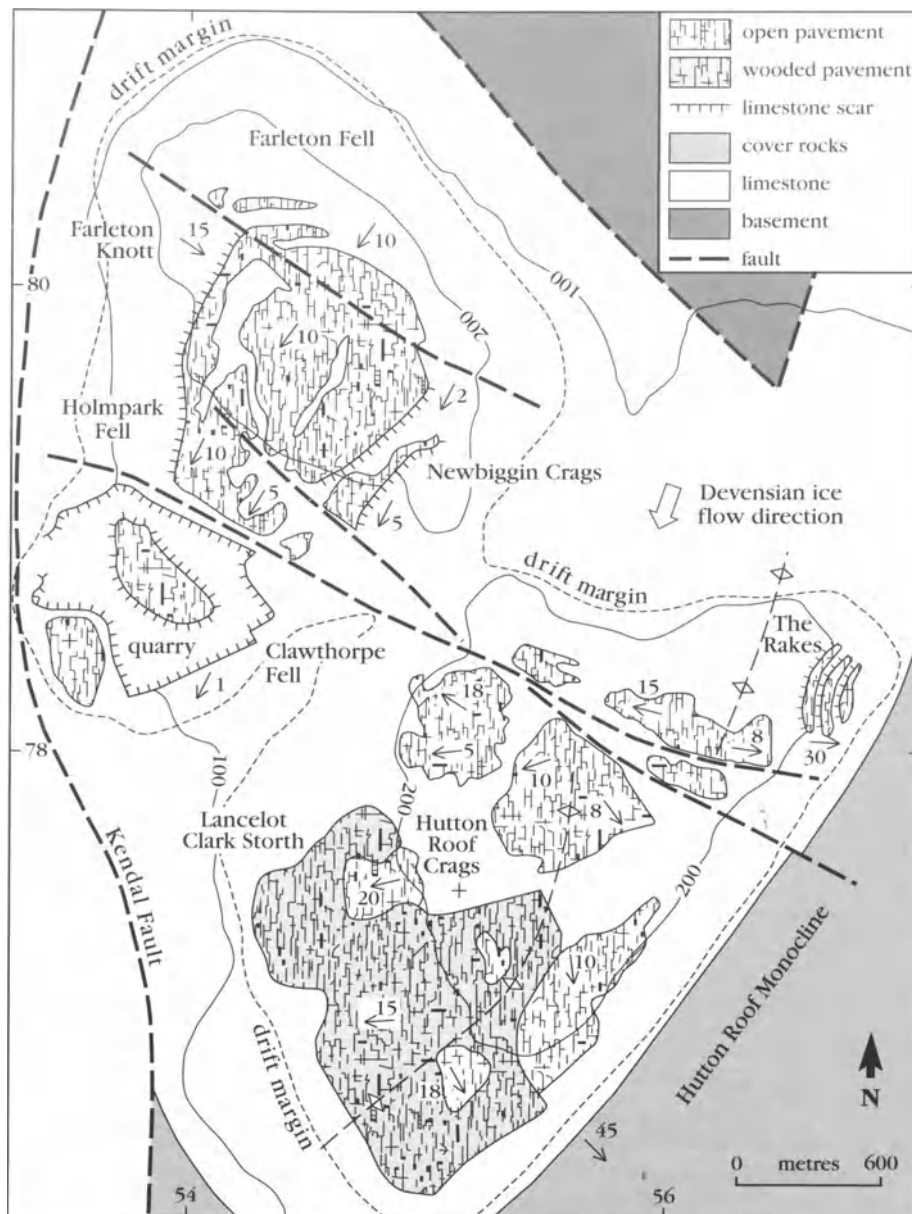 open pavement
wooded pavement
limestone scar
cover rocks
limestone
basement
fault
drift margin
Farleton Fell
Farleton
Knott
15
10
100
80
200
10
2
Holmpark
Fell
10
Newbiggin Crags
5
5
Devensian ice
flow direction
drift margin
The
Rakes
quarry
Clawthorpe
Fell
1
18
15
78
5
8
30
100
10
200
8
Lancelot
Clark Storth
Hutton
Roof
Crags
20
200
Kendal Fault
10
15
Hutton Roof Monocline
drift margin
18
N
45
0 metres 600
54
56